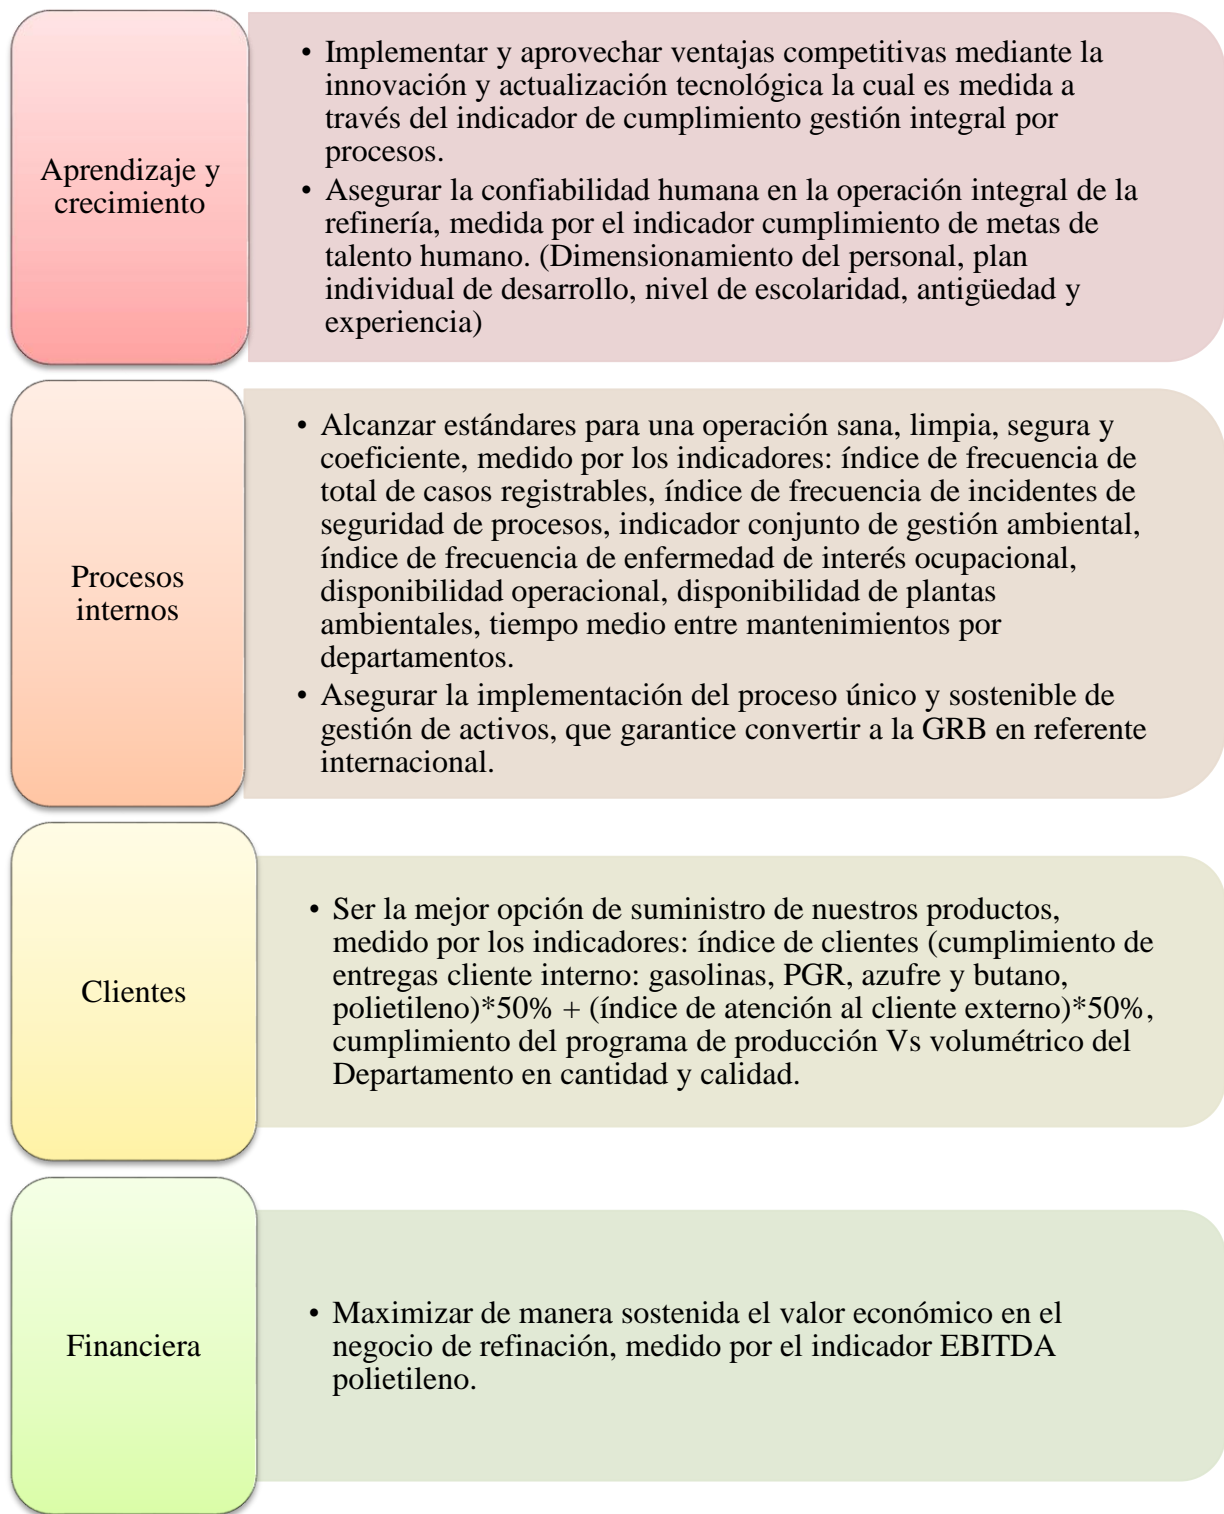 Aprendizaje y
crecimiento
• Implementar y aprovechar ventajas competitivas mediante la
innovación y actualización tecnológica la cual es medida a
través del indicador de cumplimiento gestión integral por
procesos.
• Asegurar la confiabilidad humana en la operación integral de la
refinería, medida por el indicador cumplimiento de metas de
talento humano. (Dimensionamiento del personal, plan
individual de desarrollo, nivel de escolaridad, antigüedad y
experiencia)
Procesos
internos
• Alcanzar estándares para una operación sana, limpia, segura y
coeficiente, medido por los indicadores: índice de frecuencia de
total de casos registrables, índice de frecuencia de incidentes de
seguridad de procesos, indicador conjunto de gestión ambiental,
índice de frecuencia de enfermedad de interés ocupacional,
disponibilidad operacional, disponibilidad de plantas
ambientales, tiempo medio entre mantenimientos por
departamentos.
• Asegurar la implementación del proceso único y sostenible de
gestión de activos, que garantice convertir a la GRB en referente
internacional.
Clientes
• Ser la mejor opción de suministro de nuestros productos,
medido por los indicadores: índice de clientes (cumplimiento de
entregas cliente interno: gasolinas, PGR, azufre y butano,
polietileno)*50% + (índice de atención al cliente externo)*50%,
cumplimiento del programa de producción Vs volumétrico del
Departamento en cantidad y calidad.
Financiera
• Maximizar de manera sostenida el valor económico en el
negocio de refinación, medido por el indicador EBITDA
polietileno.